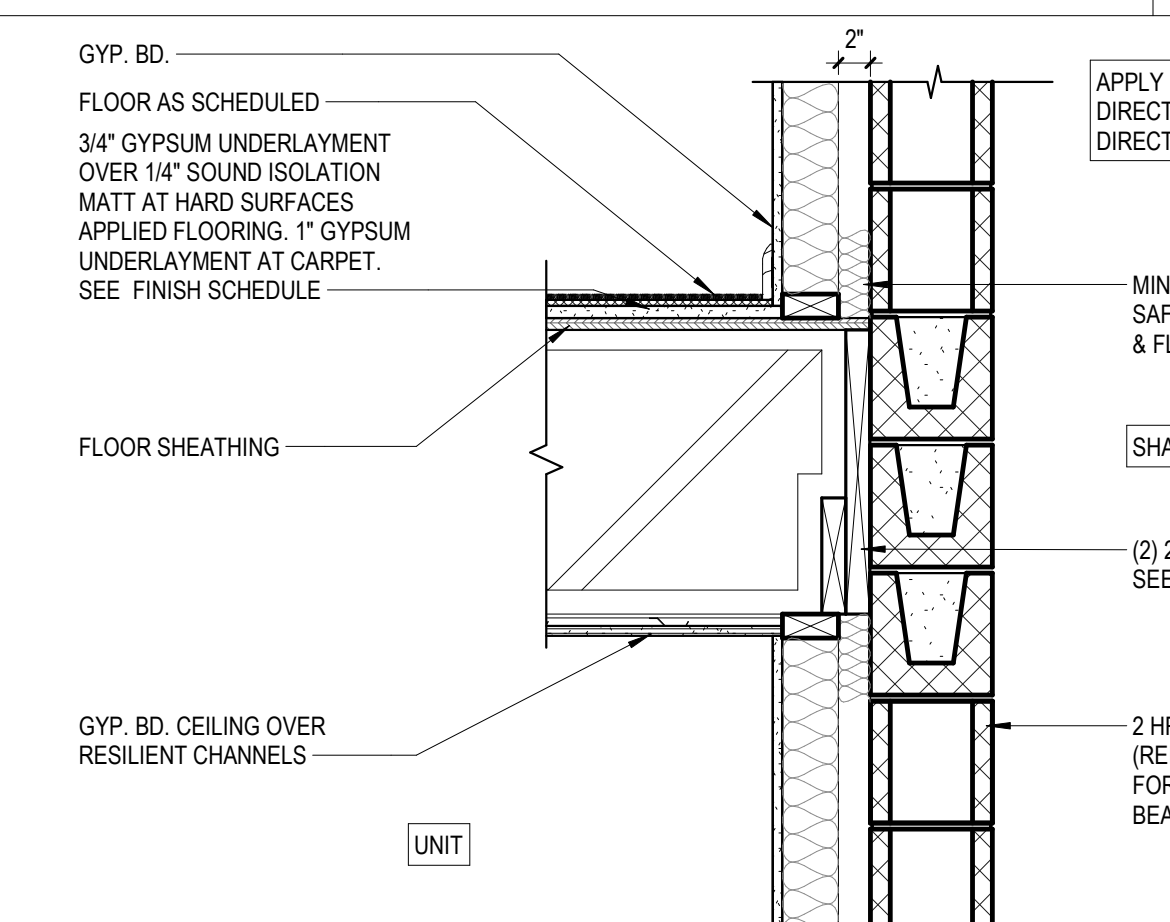 GYP. BD.
FLOOR AS SCHEDULED
3/4" GYPSUM UNDERLAYMENT
OVER 1/4" SOUND ISOLATION
MATT AT HARD SURFACES
APPLIED FLOORING. 1" GYPSUM
UNDERLAYMENT AT CARPET.
SEE FINISH SCHEDULE
FLOOR SHEATHING
GYP. BD. CEILING OVER
RESILIENT CHANNELS
UNIT
2"
APPLY
DIRECT
DIRECT
MIN
SAF
& FL
SHA
(2) 2
SEE
2 HR
(RE
FOR
BEA